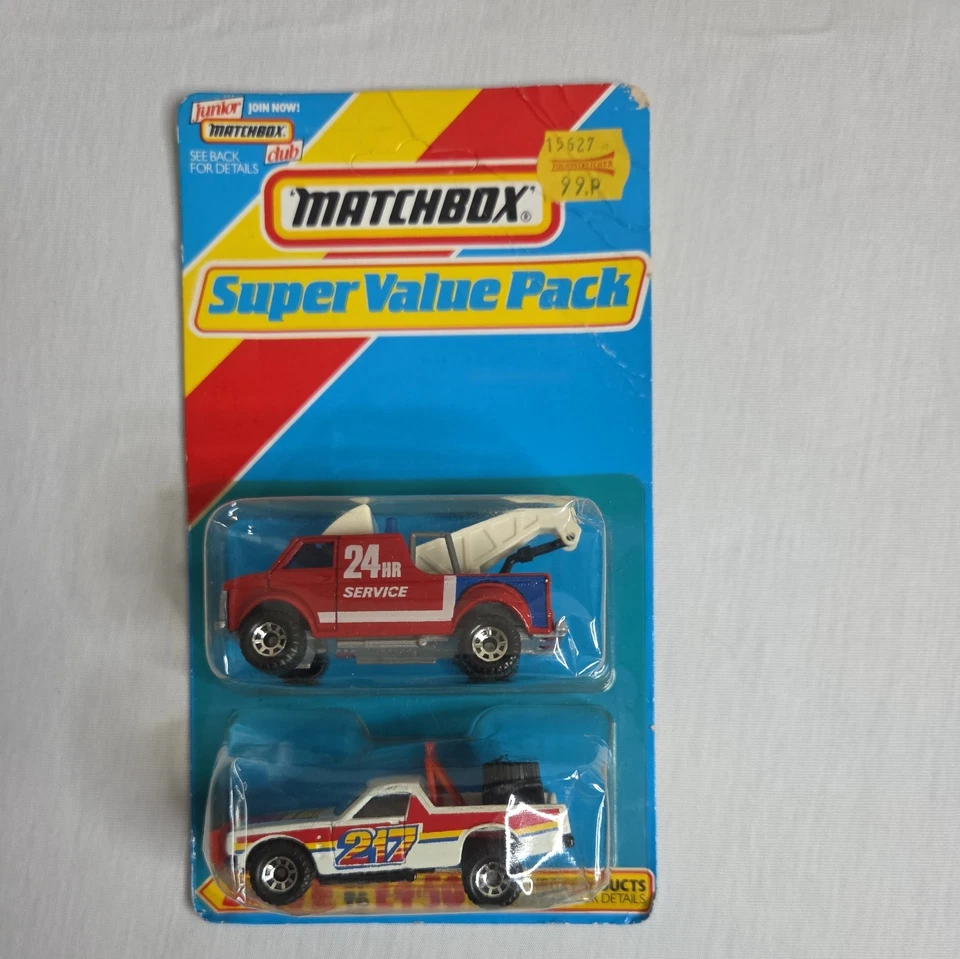 Junior JOIN NOW!
MATCHBOX
club
SEE BACK
FOR DETAILS
15627
99.P
"MATCHBOX"®
Super Value Pack
24HR
SERVICE
217
DETAILS